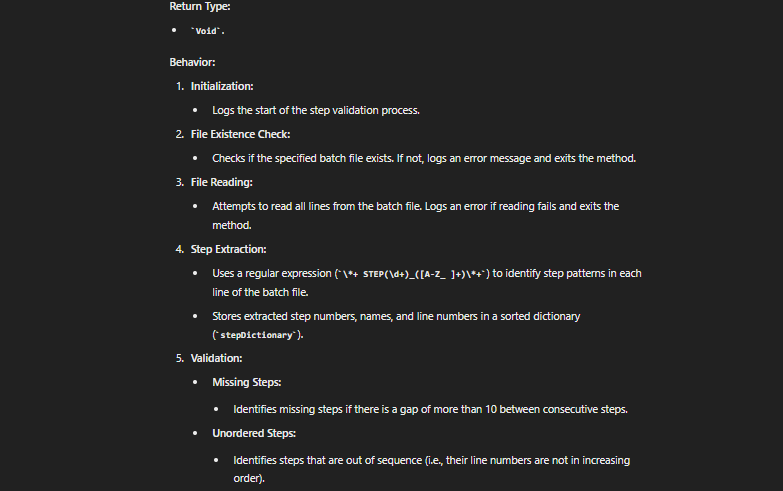 Return Type:
• `Void`.
Behavior:
1. Initialization:
• Logs the start of the step validation process.
2. File Existence Check:
• Checks if the specified batch file exists. If not, logs an error message and exits the method.
3. File Reading:
• Attempts to read all lines from the batch file. Logs an error if reading fails and exits the
method.
4. Step Extraction:
• Uses a regular expression (`\*+ STEP(\d+)_([A-Z_ ]+)\*+`) to identify step patterns in each
line of the batch file.
• Stores extracted step numbers, names, and line numbers in a sorted dictionary
(`stepDictionary`).
5. Validation:
• Missing Steps:
• Identifies missing steps if there is a gap of more than 10 between consecutive steps.
• Unordered Steps:
• Identifies steps that are out of sequence (i.e., their line numbers are not in increasing
order).